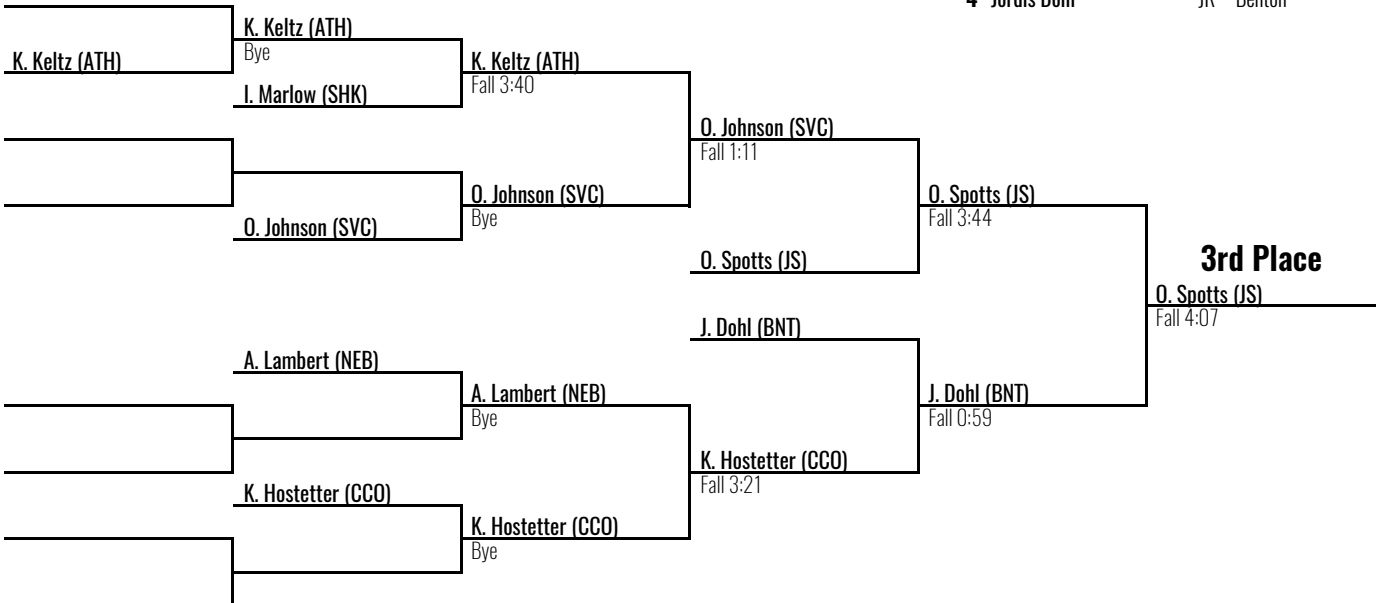 4 Jordis Dohl JR Benton
K. Keltz (ATH)
K. Keltz (ATH)
Bye
I. Marlow (SHK)
K. Keltz (ATH)
Fall 3:40
O. Johnson (SVC)
Fall 1:11
O. Johnson (SVC)
O. Johnson (SVC)
Bye
O. Spotts (JS)
O. Spotts (JS)
Fall 3:44
3rd Place
O. Spotts (JS)
Fall 4:07
J. Dohl (BNT)
A. Lambert (NEB)
A. Lambert (NEB)
Bye
J. Dohl (BNT)
Fall 0:59
K. Hostetter (CCO)
Fall 3:21
K. Hostetter (CCO)
K. Hostetter (CCO)
Bye